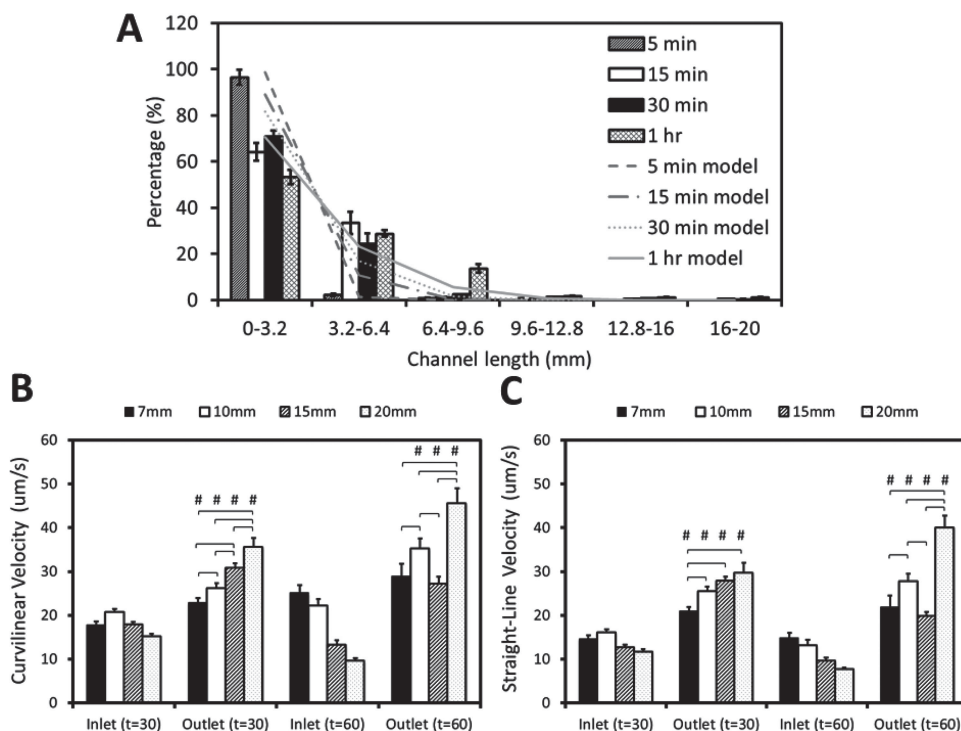 A
120
100
80
60
40
20
0
Percentage (%)
5 min
15 min
30 min
1 hr
5 min model
15 min model
30 min model
1 hr model
0-3.2 3.2-6.4 6.4-9.6 9.6-12.8 12.8-16 16-20
Channel length (mm)
B
7mm 10mm 15mm 20mm
60
50
40
30
20
10
0
Curvilinear Velocity (um/s)
# # # #
# # # #
Inlet (t=30) Outlet (t=30) Inlet (t=60) Outlet (t=60)
C
7mm 10mm 15mm 20mm
60
50
40
30
20
10
0
Straight-Line Velocity (um/s)
# # # #
# # # #
Inlet (t=30) Outlet (t=30) Inlet (t=60) Outlet (t=60)